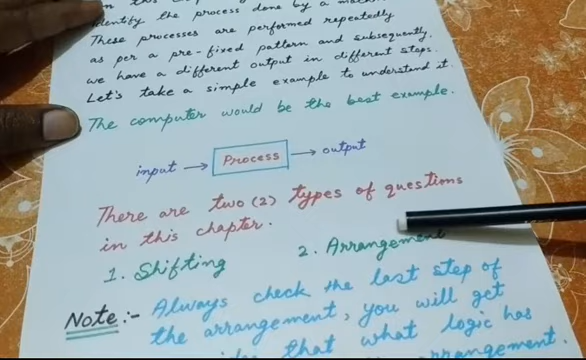 in this
identify the process done by a
These processes are performed repeatedly
as per a pre-fixed pattern and subsequently,
we have a different output in different steps.
Let's take a simple example to understand it.
The computer would be the best example.
input → Process → output
There are two (2) types of questions
in this chapter.
1. Shifting 2. Arrangement
Note:- Always check the last step of
the arrangement, you will get
that what logic has
arrangement.